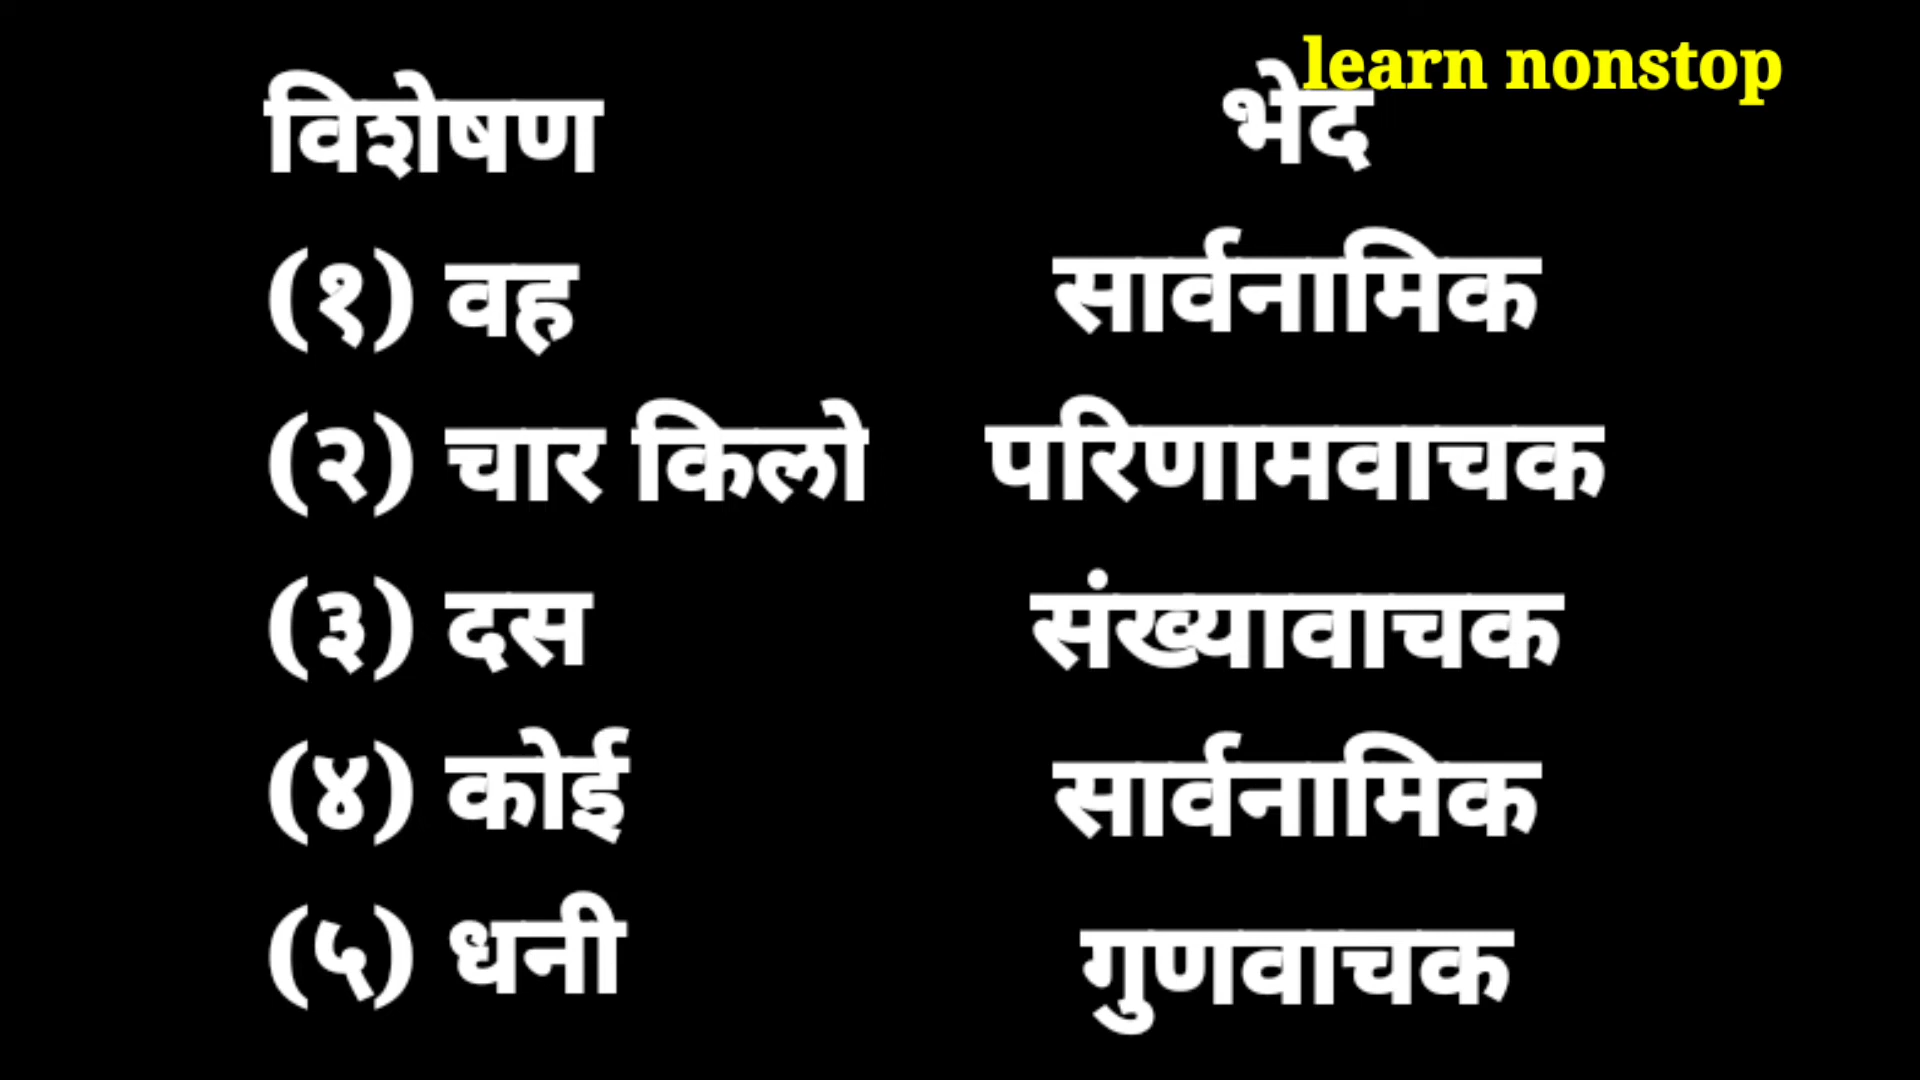 learn nonstop
विशेषण भेद
(१) वह सार्वनामिक
(२) चार किलो परिणामवाचक
(३) दस संख्यावाचक
(४) कोई सार्वनामिक
(५) धनी गुणवाचक